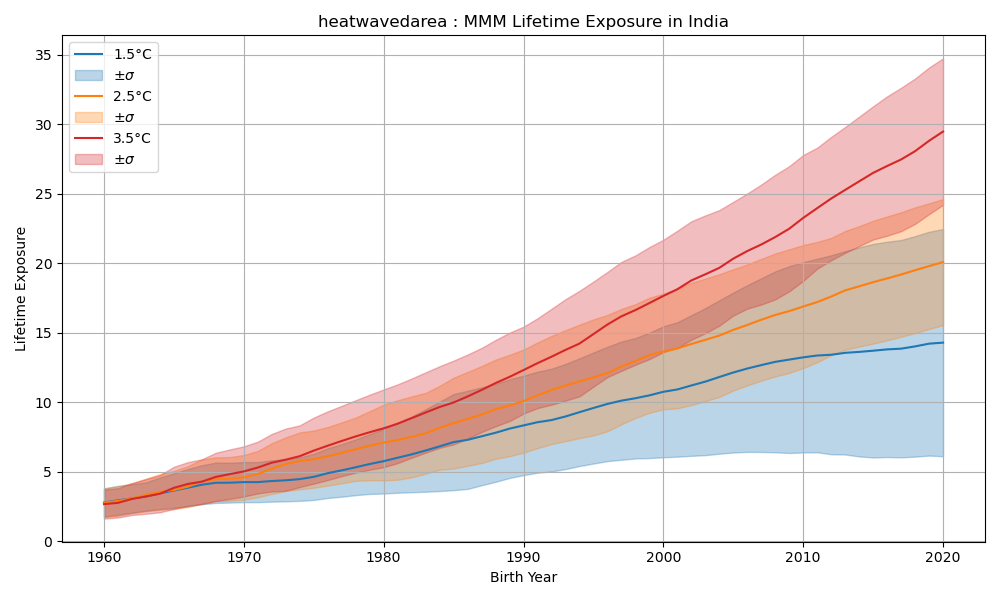 heatwavedarea : MMM Lifetime Exposure in India
1.5°C
±σ
2.5°C
±σ
3.5°C
±σ
Lifetime Exposure
35
30
25
20
15
10
5
0
1960 1970 1980 1990 2000 2010 2020
Birth Year